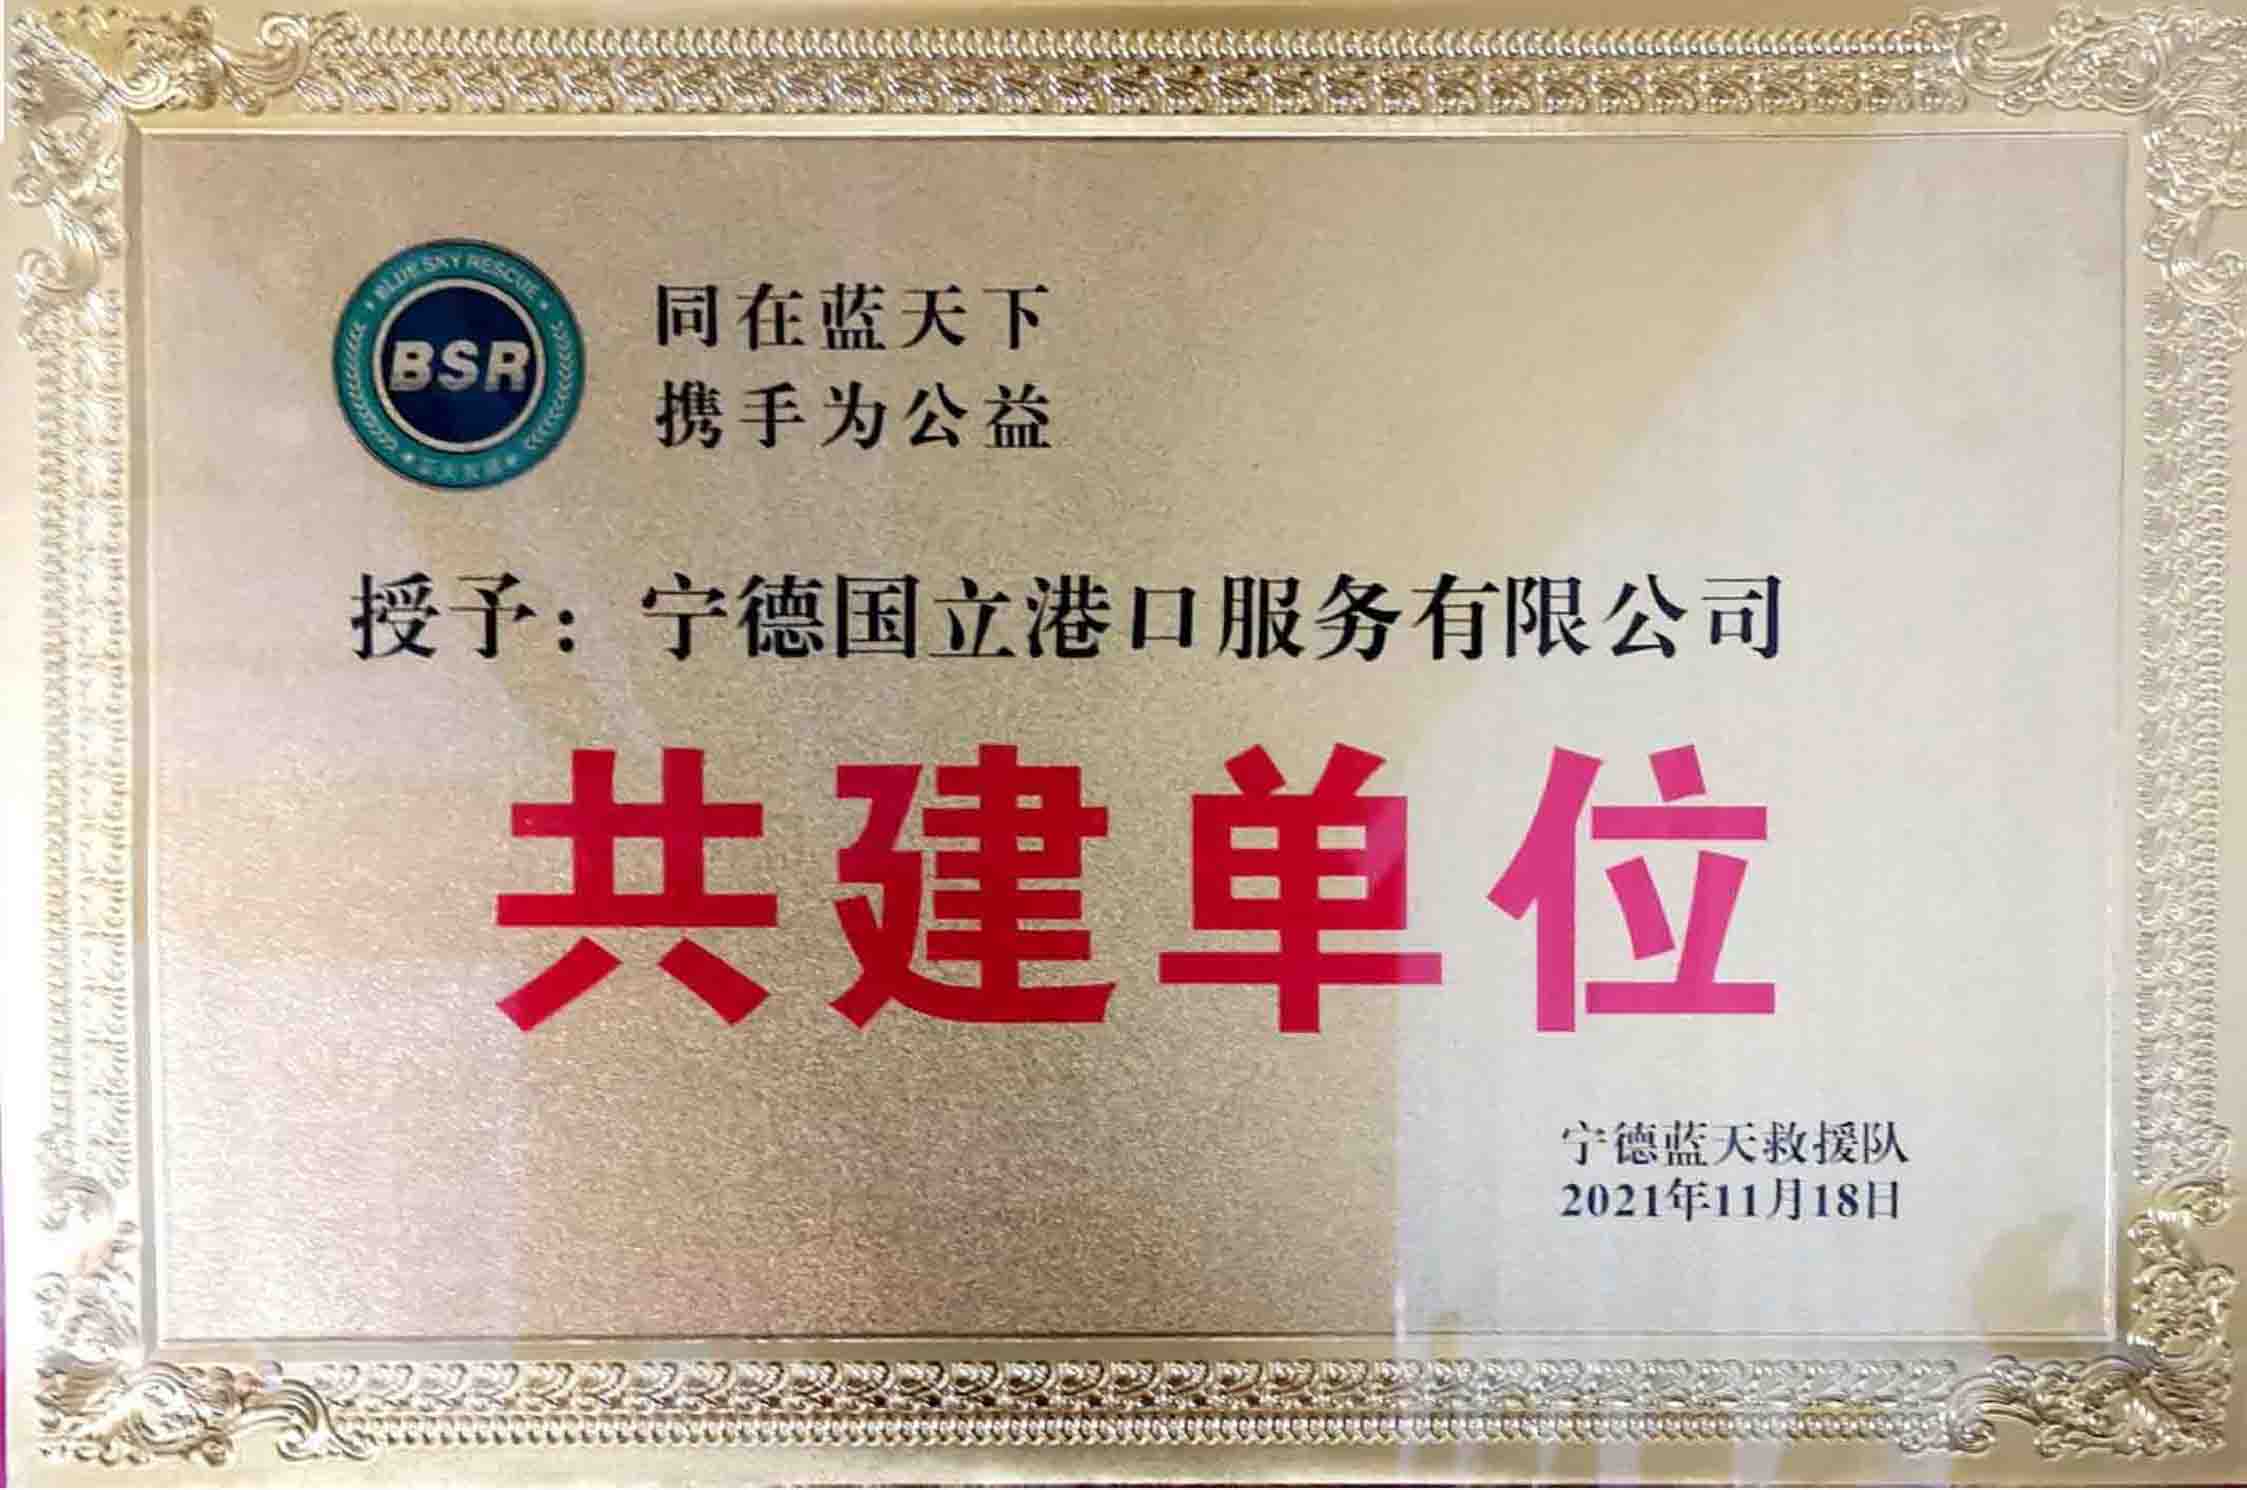 BLUE SKY RESCUE
BSR
同在蓝天下
携手为公益
授予：宁德国立港口服务有限公司
共建单位
宁德蓝天救援队
2021年11月18日